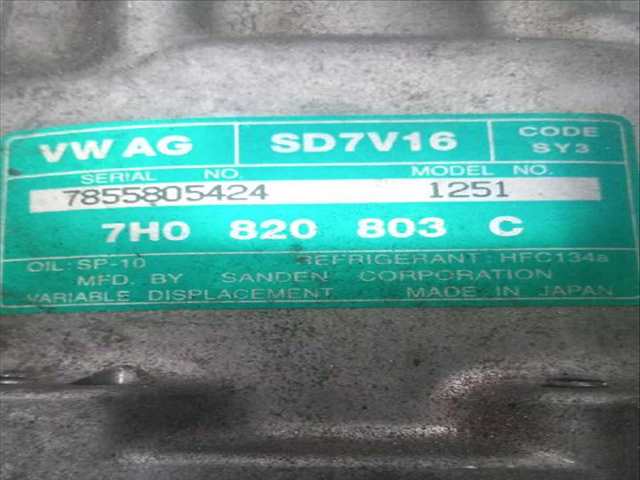 VW AG SD7V16 CODE SY3
SERIAL NO. MODEL NO.
7855805424 1251
7H0 820 803 C
OIL: SP-10 REFRIGERANT: HFC134a
MFD. BY SANDEN CORPORATION
VARIABLE DISPLACEMENT MADE IN JAPAN